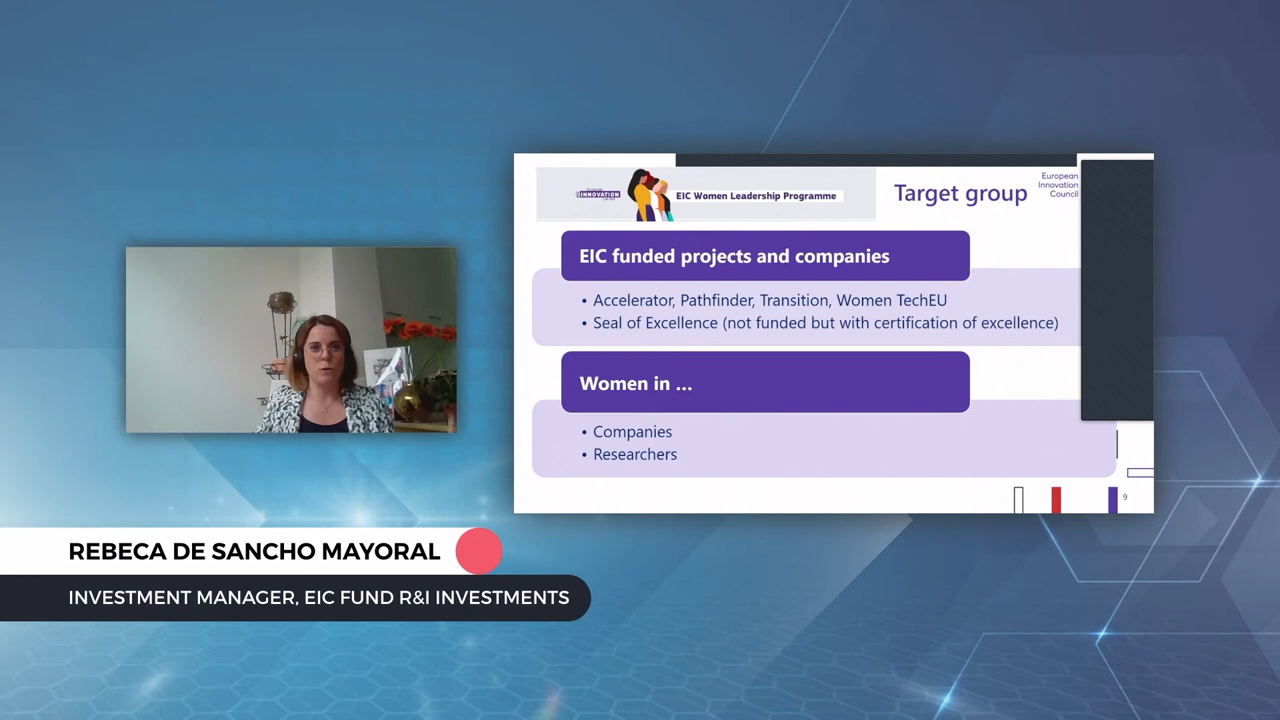 INNOVATION
EIC Women Leadership Programme
Target group
European
Innovation
Council
EIC funded projects and companies
• Accelerator, Pathfinder, Transition, Women TechEU
• Seal of Excellence (not funded but with certification of excellence)
Women in ...
• Companies
• Researchers
9
REBECA DE SANCHO MAYORAL
INVESTMENT MANAGER, EIC FUND R&I INVESTMENTS